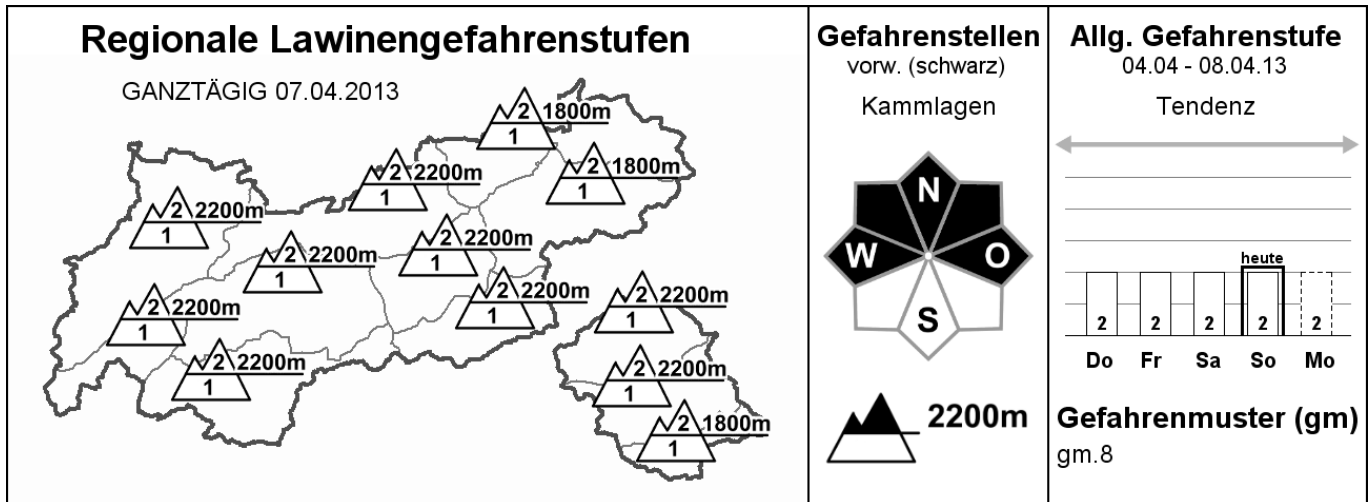 Regionale Lawinengefahrenstufen
GANZTÄGIG 07.04.2013
2 1800m
1
2 1800m
1
2 2200m
1
2 2200m
1
2 2200m
1
2 2200m
1
2 2200m
1
2 2200m
1
2 2200m
1
2 2200m
1
2 2200m
1
2 1800m
1
Gefahrenstellen
vorw. (schwarz)
Kammlagen
N
W
O
S
2200m
Allg. Gefahrenstufe
04.04 - 08.04.13
Tendenz
heute
2 2 2 2 2
Do Fr Sa So Mo
Gefahrenmuster (gm)
gm.8